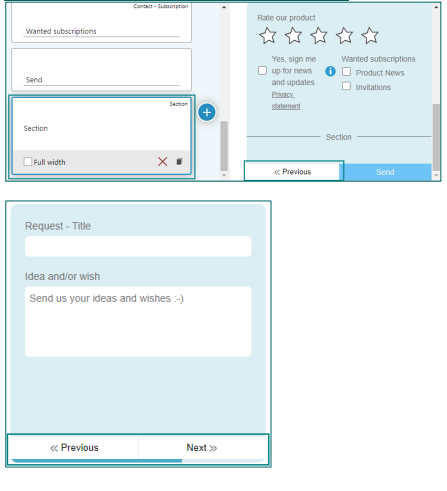 Contact - Subscription
Wanted subscriptions
Send
Section
Section
Full width
Rate our product
Yes, sign me
up for news
and updates
Privacy
statement
Wanted subscriptions
Product News
Invitations
Section
« Previous
Send
Request - Title
Idea and/or wish
Send us your ideas and wishes :-)
« Previous
Next »